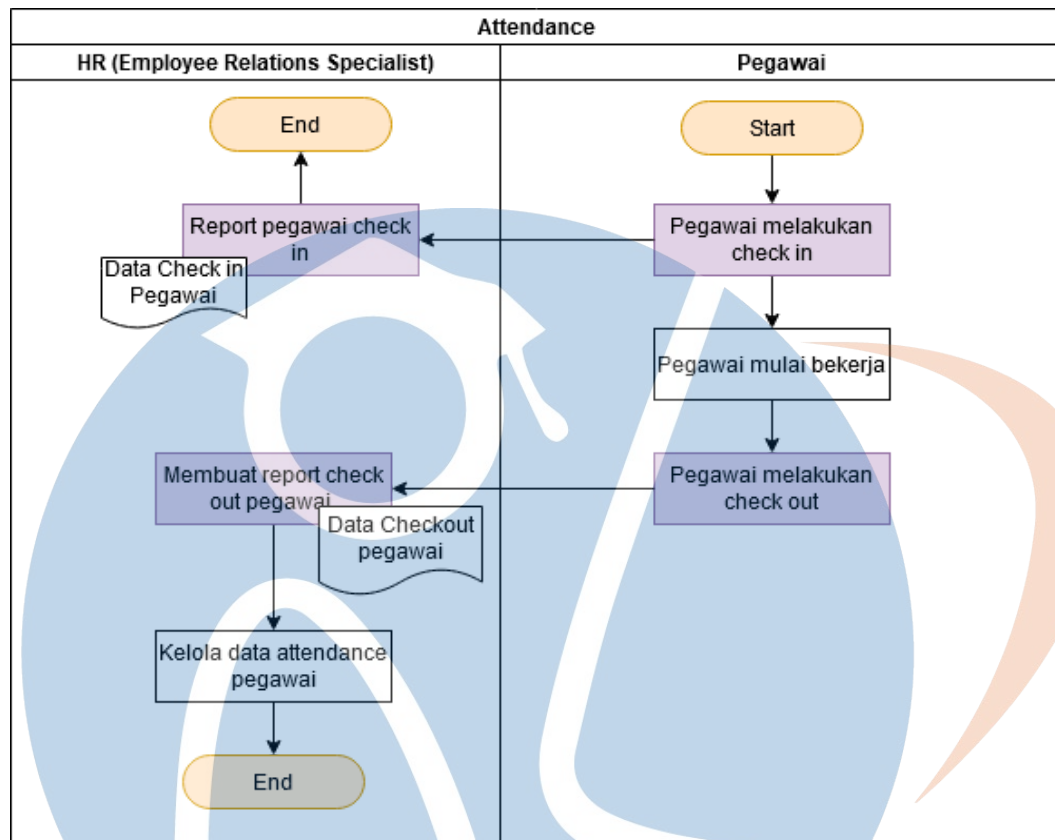 Attendance
HR (Employee Relations Specialist)
Pegawai
End
Start
Report pegawai check
in
Pegawai melakukan
check in
Data Check in
Pegawai
Pegawai mulai bekerja
Membuat report check
out pegawai
Pegawai melakukan
check out
Data Checkout
pegawai
Kelola data attendance
pegawai
End